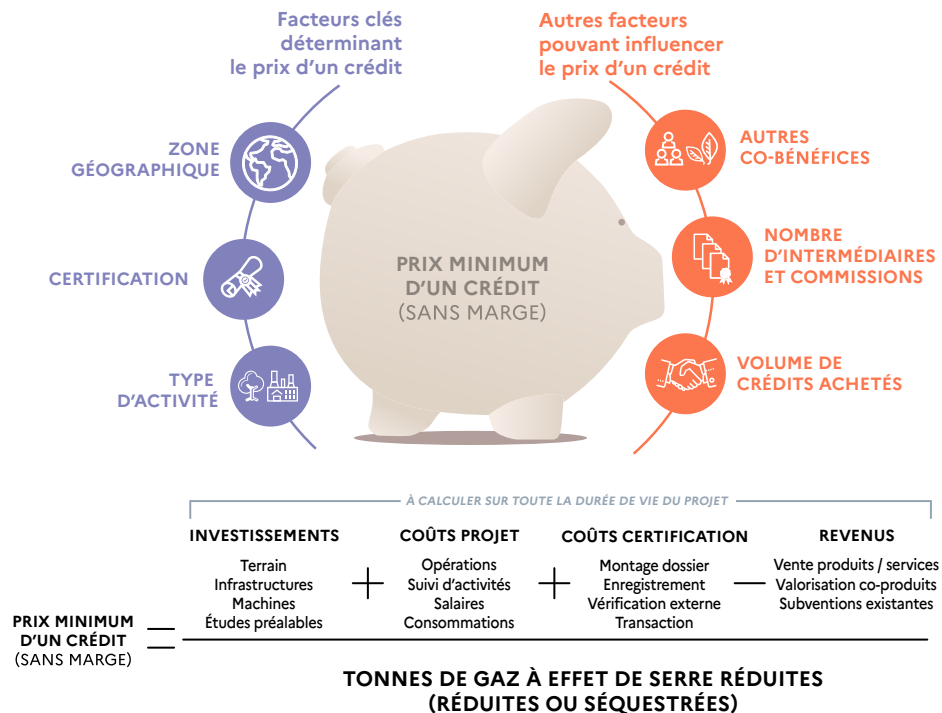 Facteurs clés
déterminant
le prix d’un crédit
Autres facteurs
pouvant influencer
le prix d’un crédit
ZONE
GÉOGRAPHIQUE
CERTIFICATION
TYPE
D’ACTIVITÉ
PRIX MINIMUM
D’UN CRÉDIT
(SANS MARGE)
AUTRES
CO-BÉNÉFICES
NOMBRE
D’INTERMÉDIAIRES
ET COMMISSIONS
VOLUME DE
CRÉDITS ACHETÉS
À CALCULER SUR TOUTE LA DURÉE DE VIE DU PROJET
PRIX MINIMUM
D’UN CRÉDIT
(SANS MARGE)
=
INVESTISSEMENTS
Terrain
Infrastructures
Machines
Études préalables
+
COÛTS PROJET
Opérations
Suivi d’activités
Salaires
Consommations
+
COÛTS CERTIFICATION
Montage dossier
Enregistrement
Vérification externe
Transaction
—
REVENUS
Vente produits / services
Valorisation co-produits
Subventions existantes
TONNES DE GAZ À EFFET DE SERRE RÉDUITES
(RÉDUITES OU SÉQUESTRÉES)